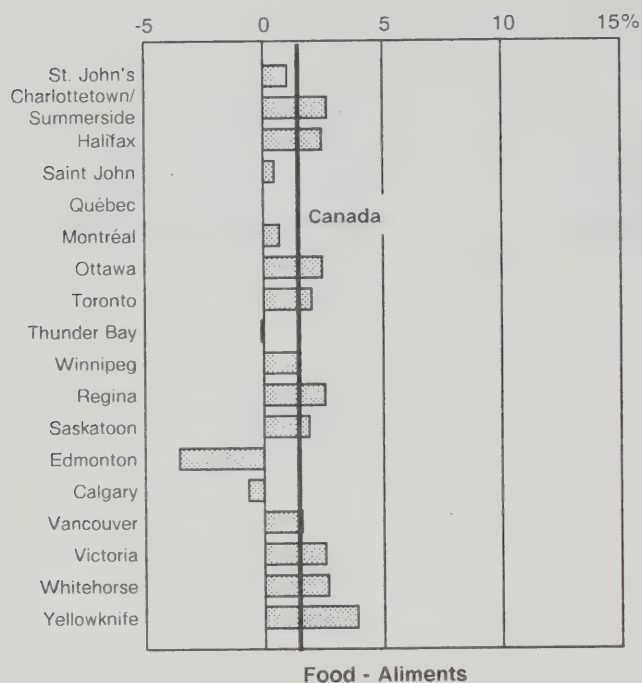 -5 0 5 10 15%
St. John's
Charlottetown/
Summerside
Halifax
Saint John
Québec
Canada
Montréal
Ottawa
Toronto
Thunder Bay
Winnipeg
Regina
Saskatoon
Edmonton
Calgary
Vancouver
Victoria
Whitehorse
Yellowknife
Food - Aliments